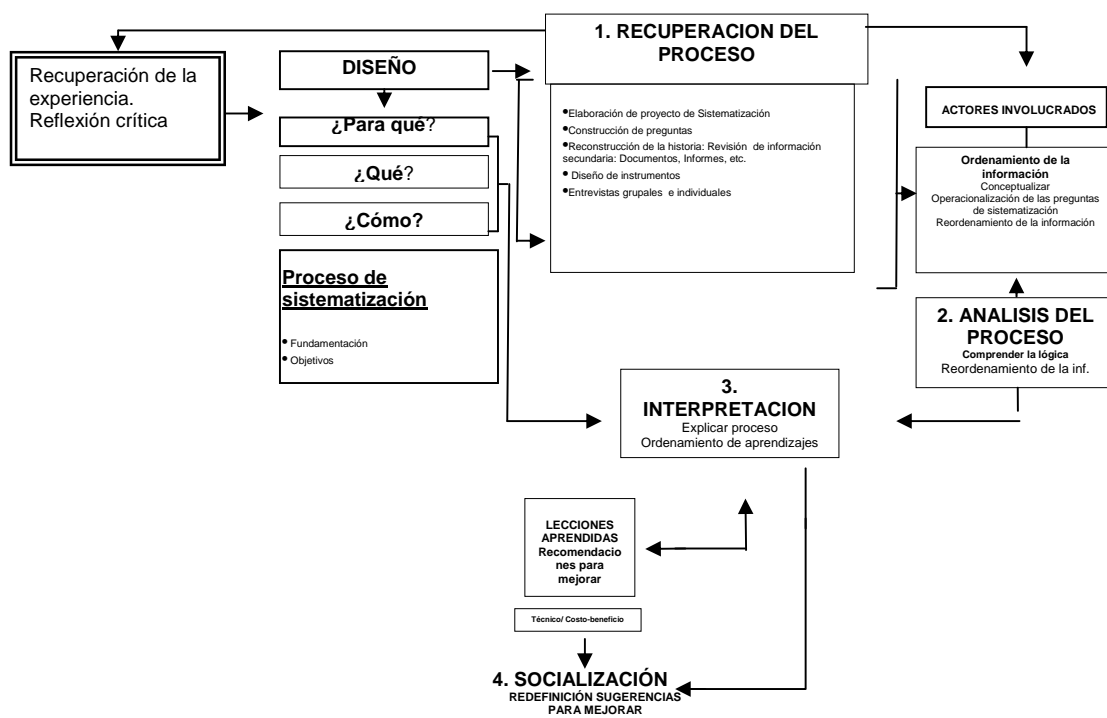 Recuperación de la
experiencia.
Reflexión crítica
DISEÑO
¿Para qué?
¿Qué?
¿Cómo?
Proceso de
sistematización
• Fundamentación
• Objetivos
1. RECUPERACION DEL
PROCESO
•Elaboración de proyecto de Sistematización
•Construcción de preguntas
•Reconstrucción de la historia: Revisión de información
secundaria: Documentos, Informes, etc.
• Diseño de instrumentos
•Entrevistas grupales e individuales
ACTORES INVOLUCRADOS
Ordenamiento de la
información
Conceptualizar
Operacionalización de las preguntas
de sistematización
Reordenamiento de la información
2. ANALISIS DEL
PROCESO
Comprender la lógica
Reordenamiento de la inf.
3.
INTERPRETACION
Explicar proceso
Ordenamiento de aprendizajes
LECCIONES
APRENDIDAS
Recomendacio
nes para
mejorar
Técnico/ Costo-beneficio
4. SOCIALIZACIÓN
REDEFINICIÓN SUGERENCIAS
PARA MEJORAR